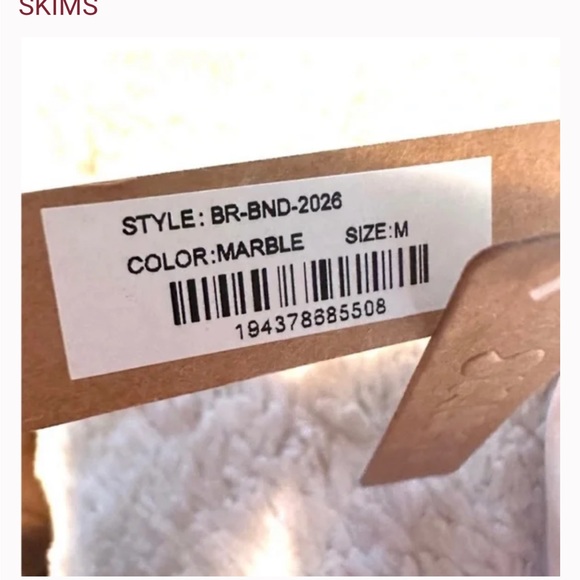 SKIMS
STYLE: BR-BND-2026
COLOR:MARBLE SIZE:M
194378685508